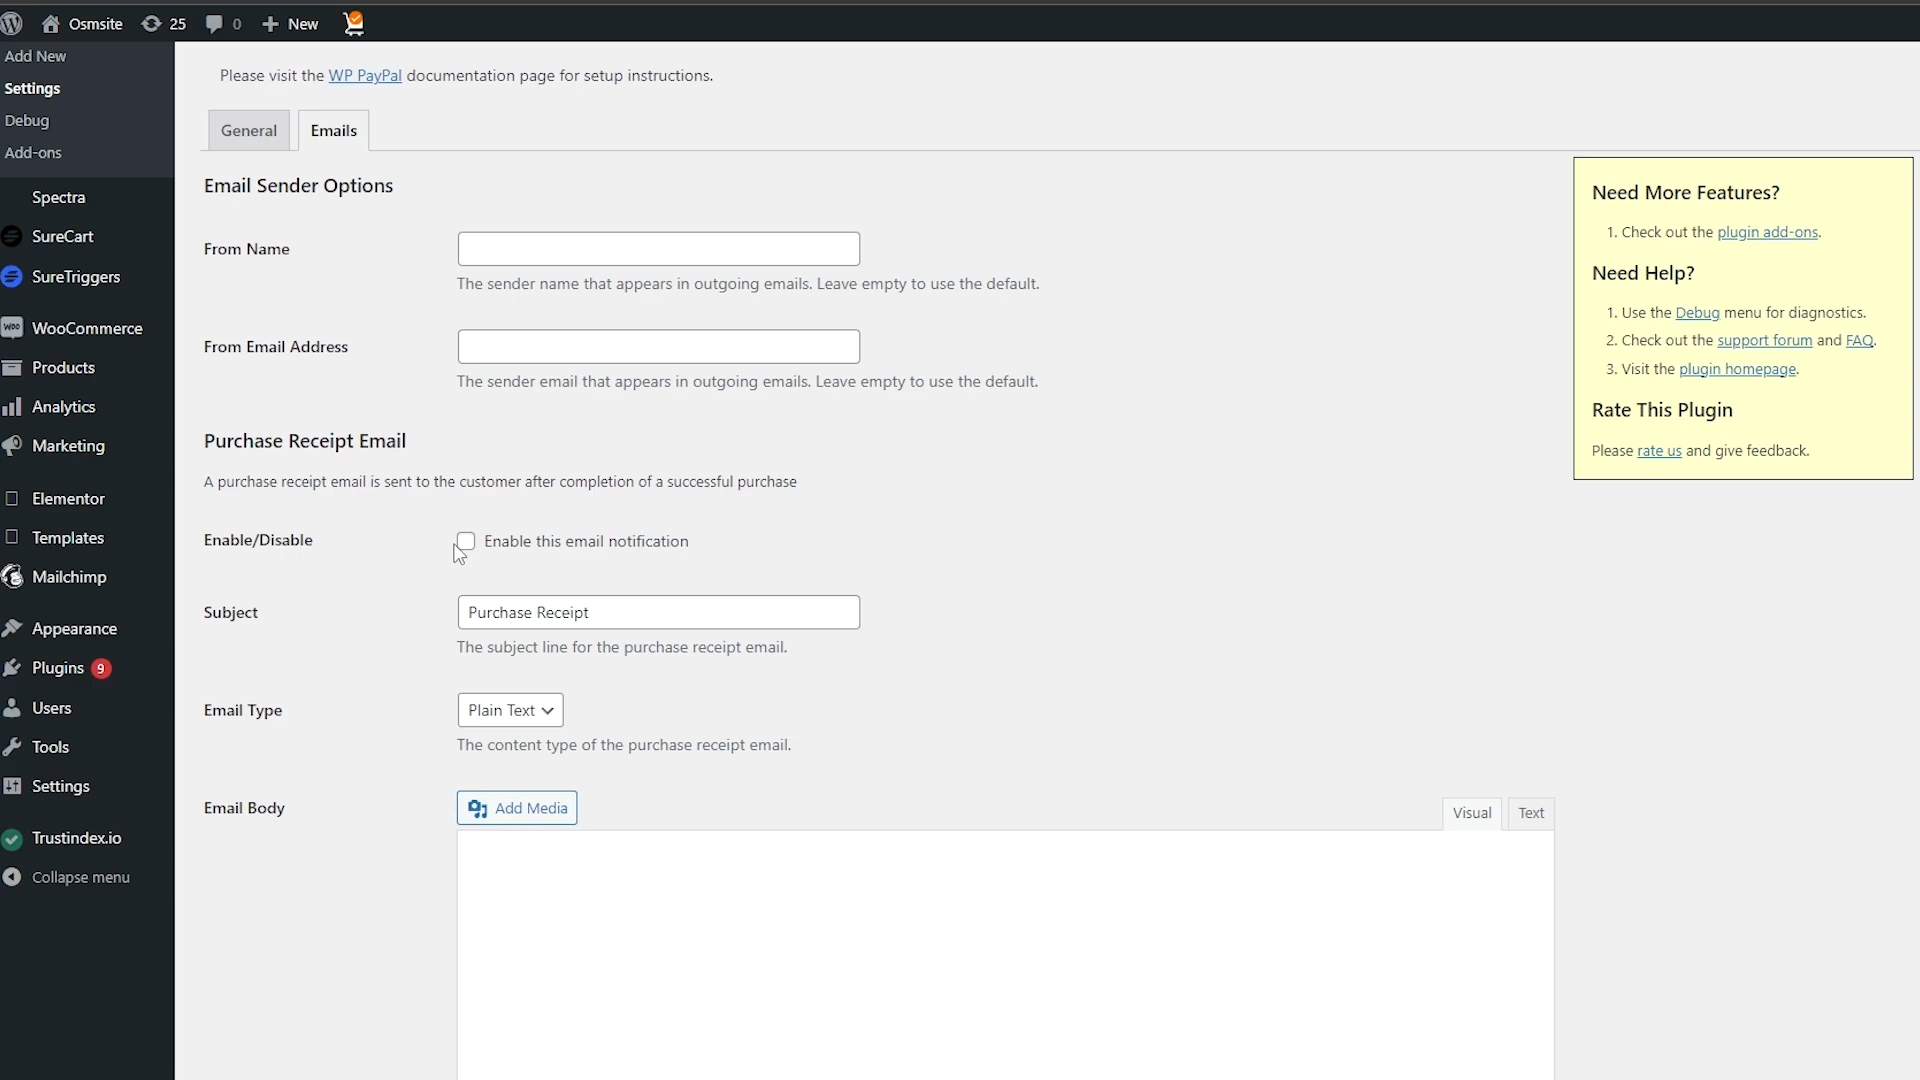 Osmsite 25 0 New
Add New
Settings
Debug
Add-ons
Spectra
SureCart
SureTriggers
woo WooCommerce
Products
Analytics
Marketing
Elementor
Templates
Mailchimp
Appearance
Plugins 9
Users
Tools
Settings
Trustindex.io
Collapse menu
Please visit the WP PayPal documentation page for setup instructions.
General Emails
Email Sender Options
From Name
The sender name that appears in outgoing emails. Leave empty to use the default.
From Email Address
The sender email that appears in outgoing emails. Leave empty to use the default.
Purchase Receipt Email
A purchase receipt email is sent to the customer after completion of a successful purchase
Enable/Disable Enable this email notification
Subject Purchase Receipt
The subject line for the purchase receipt email.
Email Type Plain Text
The content type of the purchase receipt email.
Email Body Add Media Visual Text
Need More Features?
1. Check out the plugin add-ons.
Need Help?
1. Use the Debug menu for diagnostics.
2. Check out the support forum and FAQ.
3. Visit the plugin homepage.
Rate This Plugin
Please rate us and give feedback.